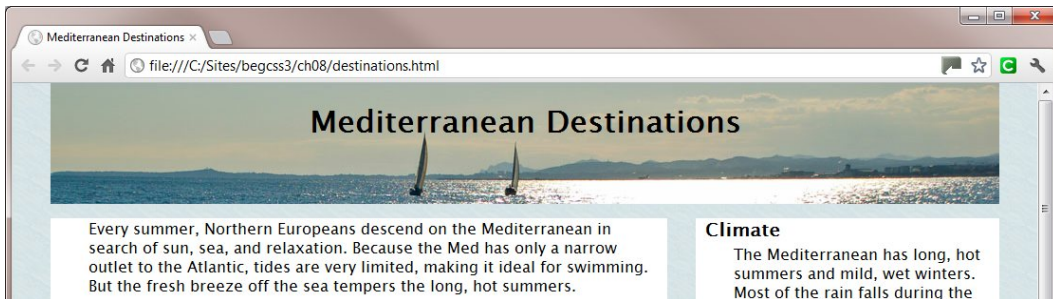 Mediterranean Destinations
file:///C:/Sites/begcss3/ch08/destinations.html
Mediterranean Destinations
Every summer, Northern Europeans descend on the Mediterranean in
search of sun, sea, and relaxation. Because the Med has only a narrow
outlet to the Atlantic, tides are very limited, making it ideal for swimming.
But the fresh breeze off the sea tempers the long, hot summers.
Climate
The Mediterranean has long, hot
summers and mild, wet winters.
Most of the rain falls during the